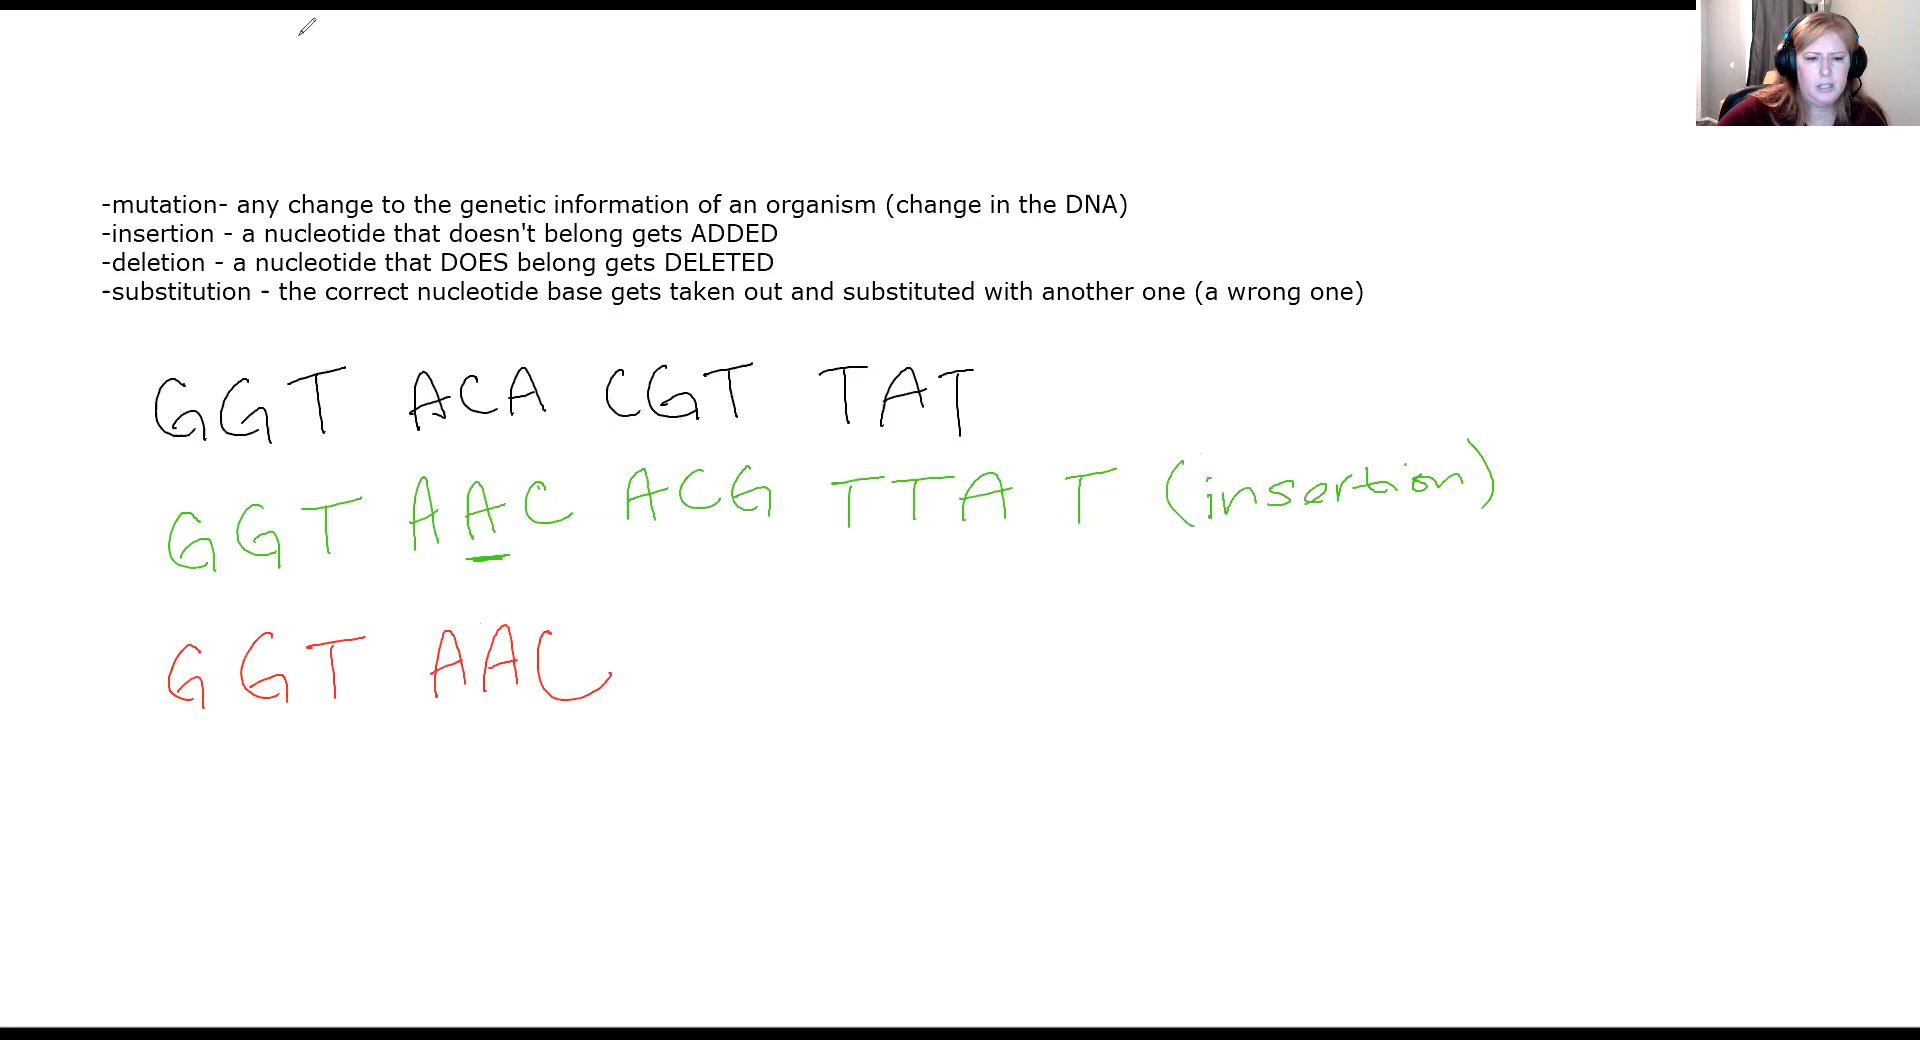 -mutation- any change to the genetic information of an organism (change in the DNA)
-insertion - a nucleotide that doesn't belong gets ADDED
-deletion - a nucleotide that DOES belong gets DELETED
-substitution - the correct nucleotide base gets taken out and substituted with another one (a wrong one)
GGT ACA CGT TAT
GGT AAC ACG TTA T (insertion)
GGT AAC